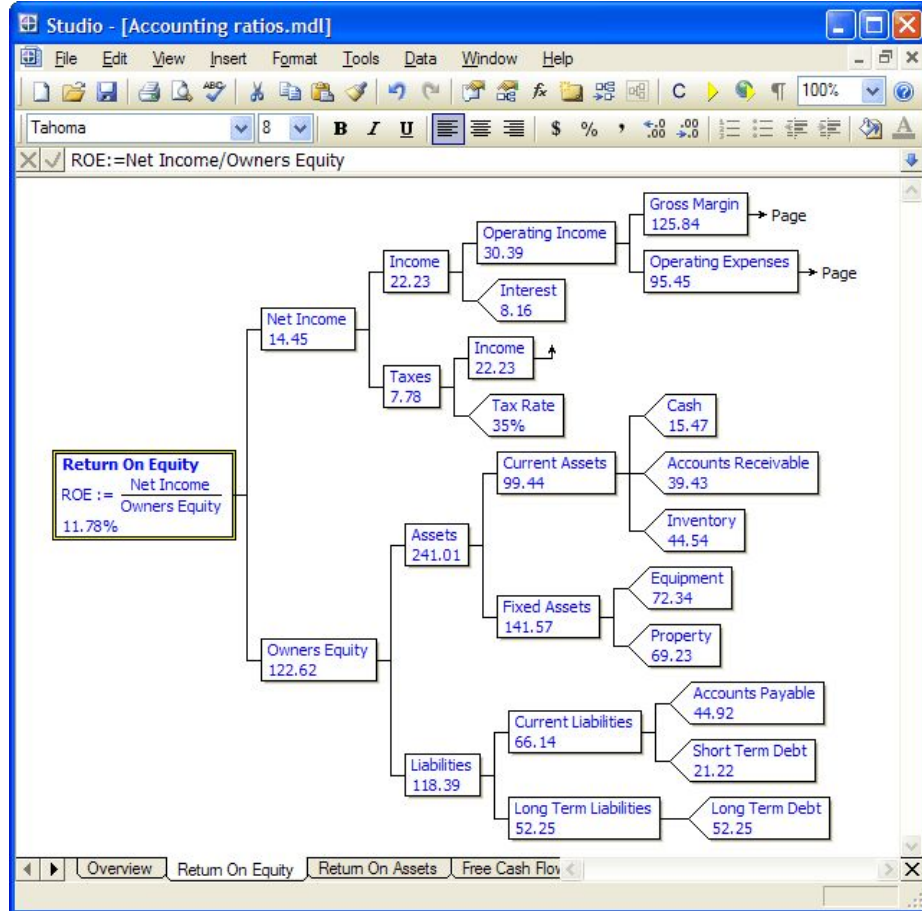 Studio - [Accounting ratios.mdl]
File Edit View Insert Format Tools Data Window Help
ABC fx C ¶ 100%
Tahoma 8 B I U $ % , .0 .00 .00 .0 A
ROE:=Net Income/Owners Equity
Gross Margin
125.84
Page
Operating Income
30.39
Operating Expenses
95.45
Page
Income
22.23
Interest
8.16
Net Income
14.45
Income
22.23
Taxes
7.78
Tax Rate
35%
Return On Equity
ROE := Net Income
Owners Equity
11.78%
Cash
15.47
Current Assets
99.44
Accounts Receivable
39.43
Inventory
44.54
Assets
241.01
Equipment
72.34
Fixed Assets
141.57
Property
69.23
Owners Equity
122.62
Accounts Payable
44.92
Current Liabilities
66.14
Short Term Debt
21.22
Liabilities
118.39
Long Term Liabilities
52.25
Long Term Debt
52.25
Overview Return On Equity Return On Assets Free Cash Flow